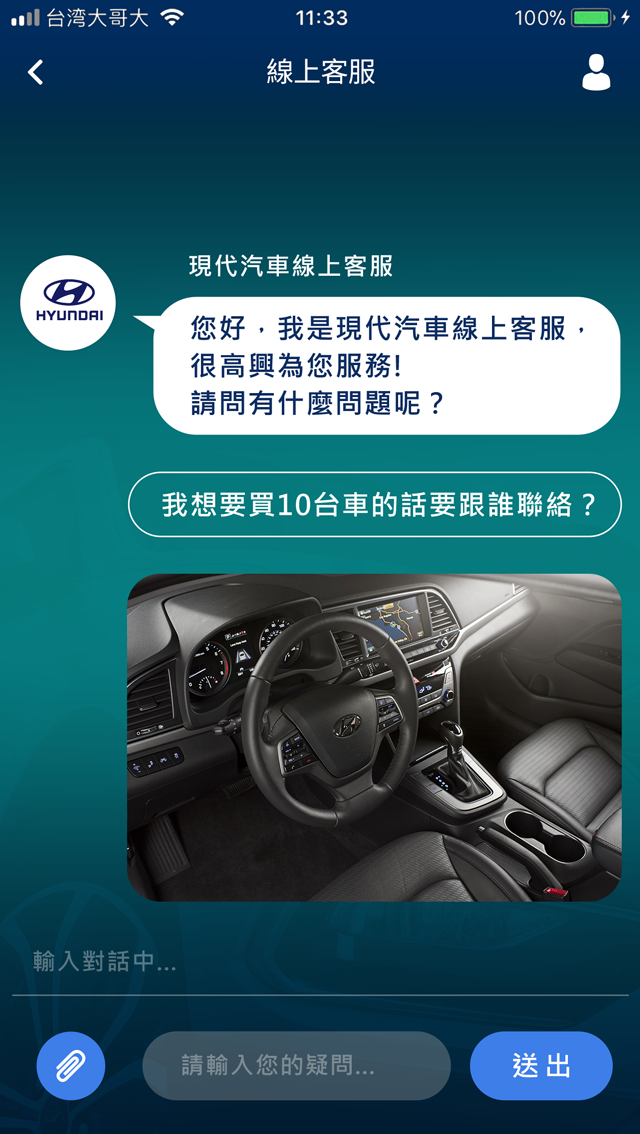 台湾大哥大
11:33
100%
線上客服
現代汽車線上客服
HYUNDAI
您好，我是現代汽車線上客服，
很高興為您服務!
請問有什麼問題呢？
我想要買10台車的話要跟誰聯絡？
輸入對話中...
請輸入您的疑問...
送出